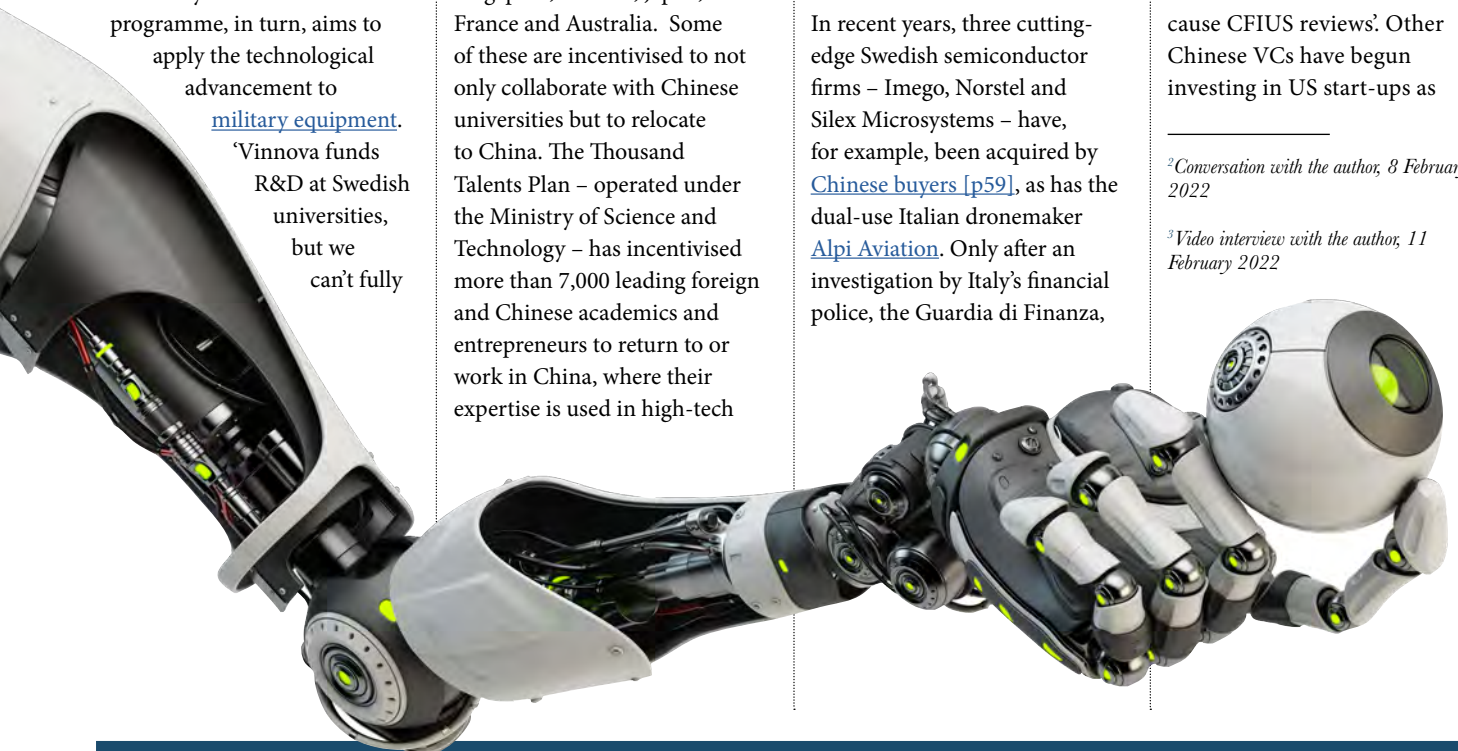 programme, in turn, aims to
apply the technological
advancement to
military equipment.
‘Vinnova funds
R&D at Swedish
universities,
but we
can’t fully
France and Australia.  Some
of these are incentivised to not
only collaborate with Chinese
universities but to relocate
to China. The Thousand
Talents Plan – operated under
the Ministry of Science and
Technology – has incentivised
more than 7,000 leading foreign
and Chinese academics and
entrepreneurs to return to or
work in China, where their
expertise is used in high-tech
In recent years, three cutting-
edge Swedish semiconductor
firms – Imego, Norstel and
Silex Microsystems – have,
for example, been acquired by
Chinese buyers [p59], as has the
dual-use Italian dronemaker
Alpi Aviation. Only after an
investigation by Italy’s financial
police, the Guardia di Finanza,
cause CFIUS reviews’. Other
Chinese VCs have begun
investing in US start-ups as
²Conversation with the author, 8
2022
³Video interview with the author, 11
February 2022